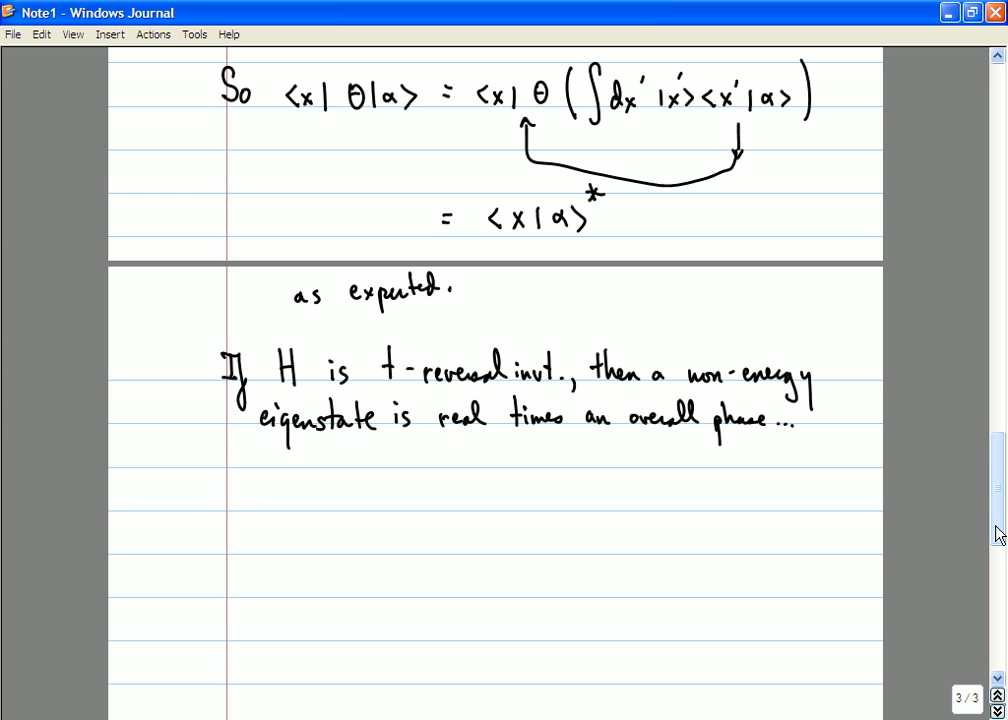 Note1 - Windows Journal
File Edit View Insert Actions Tools Help
So <x| Θ|α> = <x| Θ (∫dx' |x'><x'|α>)
= <x|α>*
as expected.
If H is t-reversal invt., then a non-energy
eigenstate is real times an overall phase...
3/3